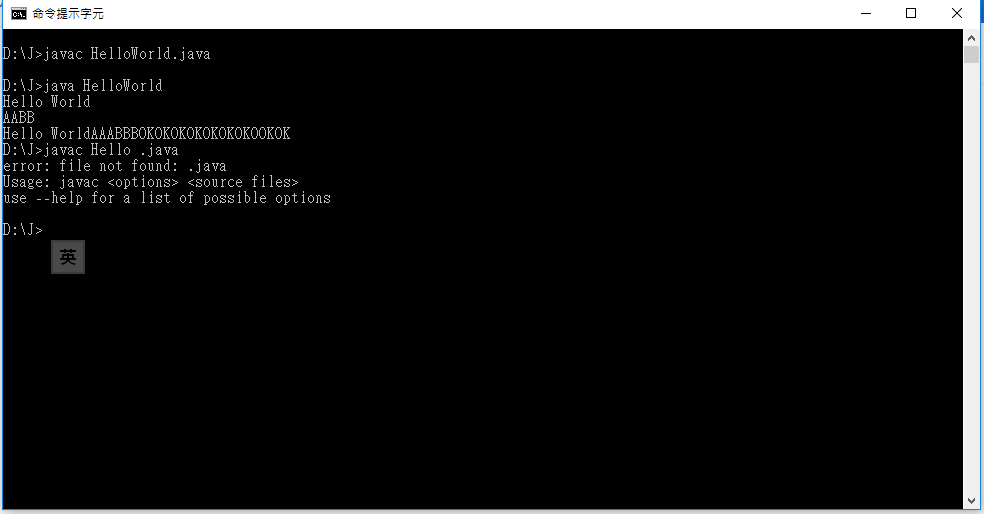 命令提示字元
D:\J>javac HelloWorld.java
D:\J>java HelloWorld
Hello World
AABB
Hello WorldAAABBBOKOKOKOKOKOKOKOOKOK
D:\J>javac Hello .java
error: file not found: .java
Usage: javac <options> <source files>
use --help for a list of possible options
D:\J>
英